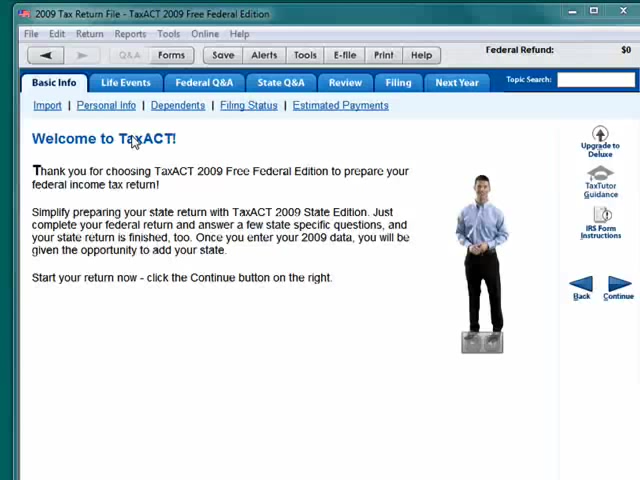 2009 Tax Return File - TaxACT 2009 Free Federal Edition
File Edit Return Reports Tools Online Help
Q&A Forms Save Alerts Tools E-file Print Help Federal Refund: $0
Basic Info Life Events Federal Q&A State Q&A Review Filing Next Year Topic Search:
Import | Personal Info | Dependents | Filing Status | Estimated Payments
Welcome to TaxACT!
Thank you for choosing TaxACT 2009 Free Federal Edition to prepare your
federal income tax return!
Simplify preparing your state return with TaxACT 2009 State Edition. Just
complete your federal return and answer a few state specific questions, and
your state return is finished, too. Once you enter your 2009 data, you will be
given the opportunity to add your state.
Start your return now - click the Continue button on the right.
Upgrade to
Deluxe
TaxTutor
Guidance
IRS Form
Instructions
Back Continue